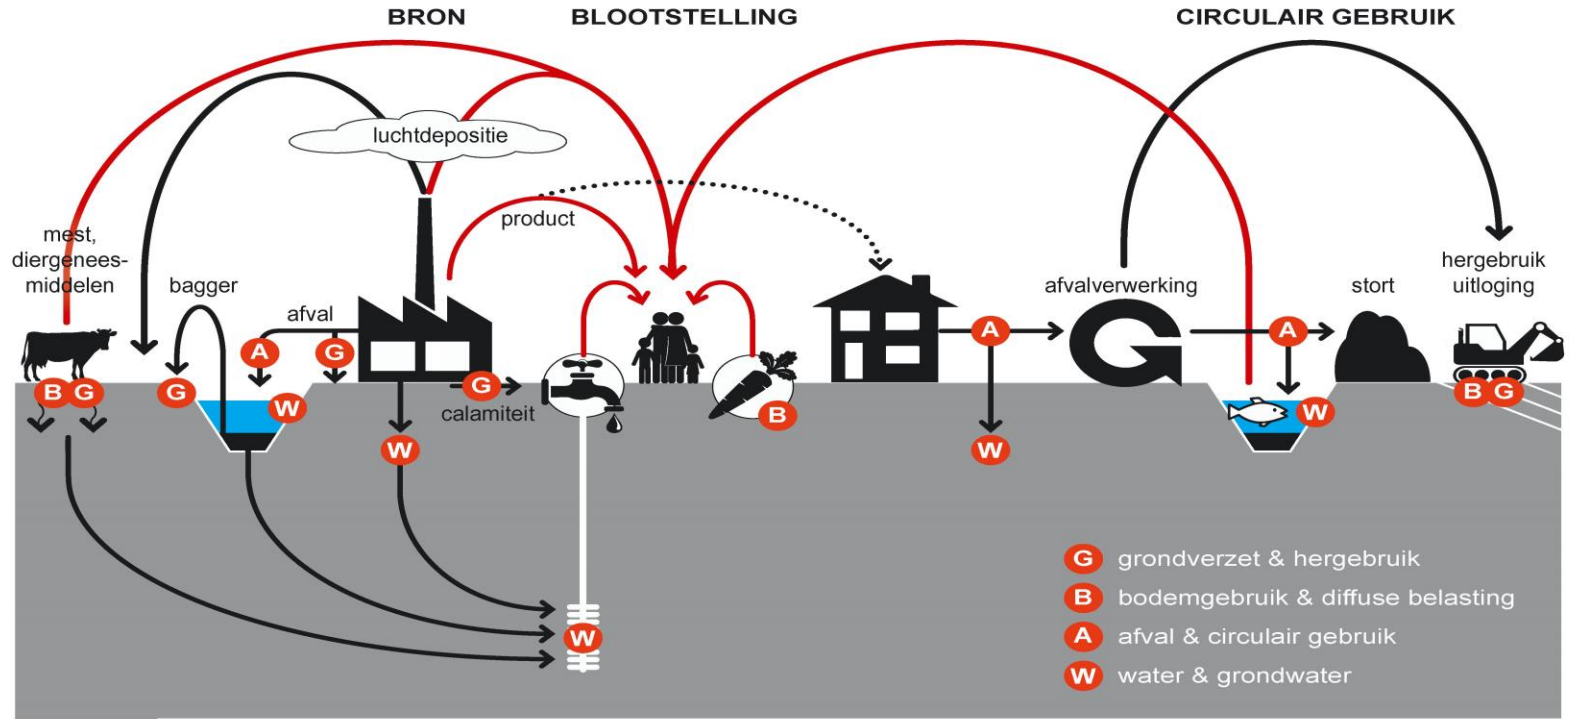 BRON
BLOOTSTELLING
CIRCULAIR GEBRUIK
luchtdepositie
product
mest,
diergenees-
middelen
bagger
afval
afvalverwerking
stort
hergebruik
uitloging
A
G
A
A
B G
G
W
G
calamiteit
B
W
B G
W
W
W
G grondverzet & hergebruik
B bodemgebruik & diffuse belasting
A afval & circulair gebruik
W water & grondwater
W